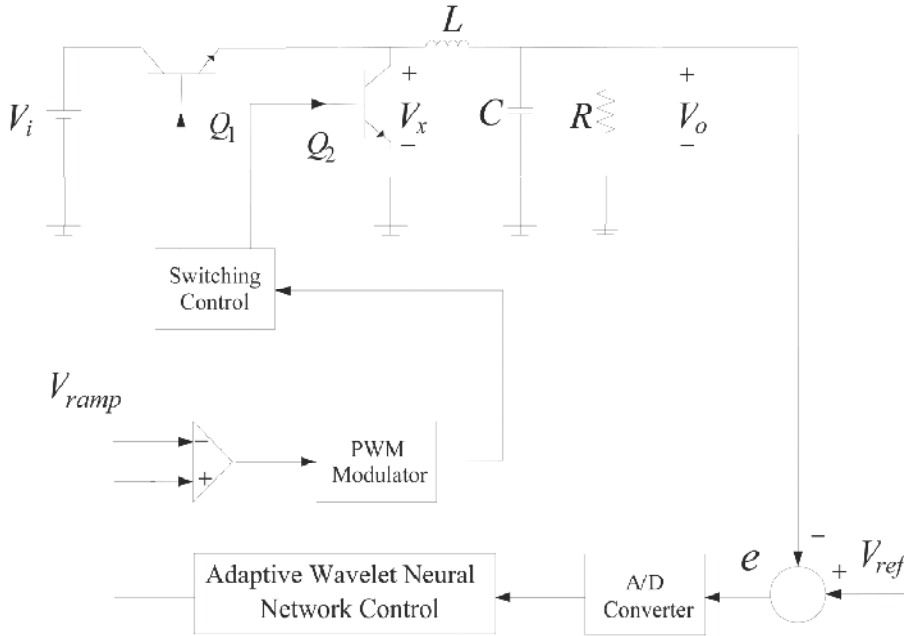 L
V_i
Q_1
Q_2
+
V_x
−
C
R
+
V_o
−
Switching
Control
V_ramp
−
+
PWM
Modulator
Adaptive Wavelet Neural
Network Control
A/D
Converter
e
−
+
V_ref